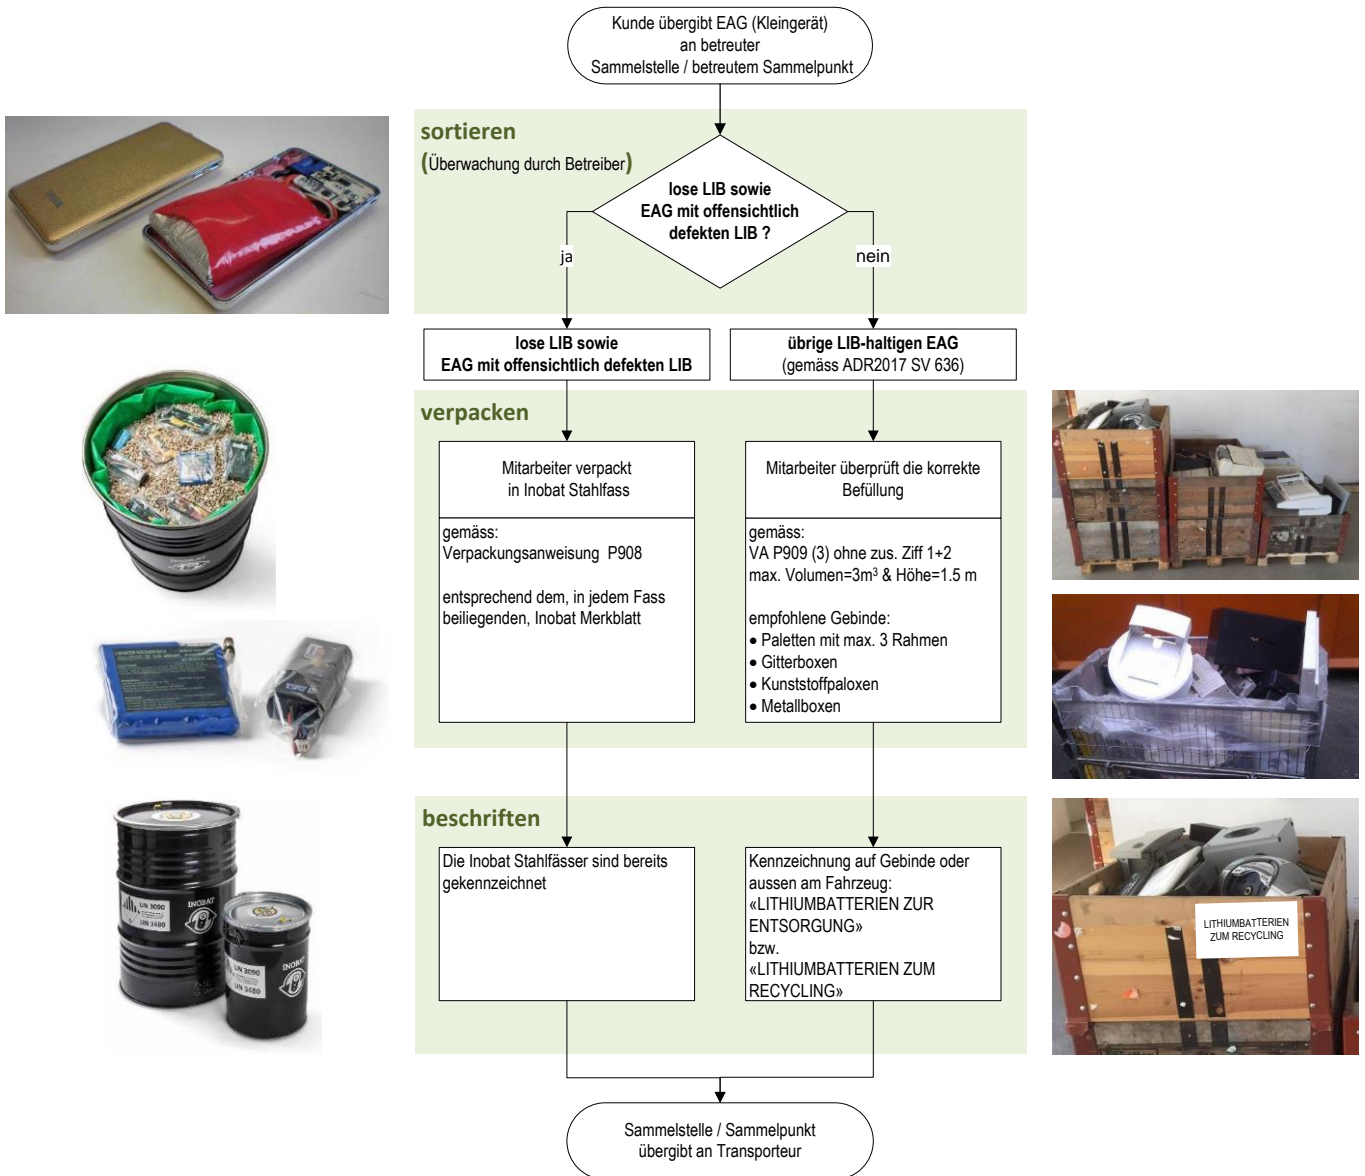 Kunde übergibt EAG (Kleingerät)
an betreuter
Sammelstelle / betreutem Sammelpunkt
sortieren
(Überwachung durch Betreiber)
lose LIB sowie
EAG mit offensichtlich
defekten LIB ?
ja
nein
lose LIB sowie
EAG mit offensichtlich defekten LIB
übrige LIB-haltigen EAG
(gemäss ADR2017 SV 636)
verpacken
Mitarbeiter verpackt
in Inobat Stahlfass
gemäss:
Verpackungsanweisung P908
entsprechend dem, in jedem Fass
beiliegenden, Inobat Merkblatt
Mitarbeiter überprüft die korrekte
Befüllung
gemäss:
VA P909 (3) ohne zus. Ziff 1+2
max. Volumen=3m³ & Höhe=1.5 m
empfohlene Gebinde:
• Paletten mit max. 3 Rahmen
• Gitterboxen
• Kunststoffpaloxen
• Metallboxen
beschriften
Die Inobat Stahlfässer sind bereits
gekennzeichnet
Kennzeichnung auf Gebinde oder
aussen am Fahrzeug:
«LITHIUMBATTERIEN ZUR
ENTSORGUNG»
bzw.
«LITHIUMBATTERIEN ZUM
RECYCLING»
UN 3090
UN 3480
INOBAT
UN 3090
UN 3480
INOBAT
LITHIUMBATTERIEN
ZUM RECYCLING
Sammelstelle / Sammelpunkt
übergibt an Transporteur